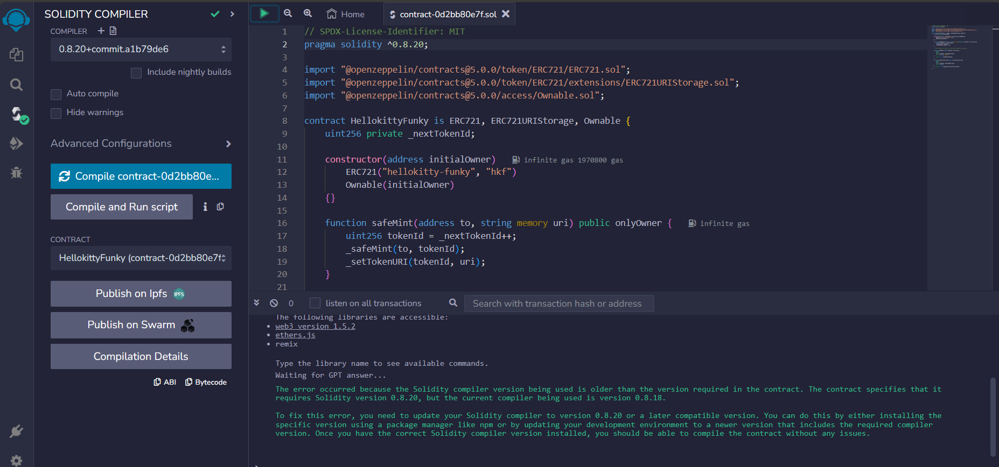 SOLIDITY COMPILER
COMPILER
0.8.20+commit.a1b79de6
Include nightly builds
Auto compile
Hide warnings
Advanced Configurations
Compile contract-0d2bb80e...
Compile and Run script
CONTRACT
HellokittyFunky (contract-0d2bb80e7f
Publish on Ipfs IPFS
Publish on Swarm
Compilation Details
ABI Bytecode
Home contract-0d2bb80e7f.sol
1 // SPDX-License-Identifier: MIT
2 pragma solidity ^0.8.20;
3
4 import "@openzeppelin/contracts@5.0.0/token/ERC721/ERC721.sol";
5 import "@openzeppelin/contracts@5.0.0/token/ERC721/extensions/ERC721URIStorage.sol";
6 import "@openzeppelin/contracts@5.0.0/access/Ownable.sol";
7
8 contract HellokittyFunky is ERC721, ERC721URIStorage, Ownable {
9 uint256 private _nextTokenId;
10
11 constructor(address initialOwner) infinite gas 1970800 gas
12 ERC721("hellokitty-funky", "hkf")
13 Ownable(initialOwner)
14 {}
15
16 function safeMint(address to, string memory uri) public onlyOwner { infinite gas
17 uint256 tokenId = _nextTokenId++;
18 _safeMint(to, tokenId);
19 _setTokenURI(tokenId, uri);
20 }
21
0 listen on all transactions Search with transaction hash or address
The following libraries are accessible:
• web3 version 1.5.2
• ethers.js
• remix
Type the library name to see available commands.
Waiting for GPT answer...
The error occurred because the Solidity compiler version being used is older than the version required in the contract. The contract specifies that it
requires Solidity version 0.8.20, but the current compiler being used is version 0.8.18.
To fix this error, you need to update your Solidity compiler to version 0.8.20 or a later compatible version. You can do this by either installing the
specific version using a package manager like npm or by updating your development environment to a newer version that includes the required compiler
version. Once you have the correct Solidity compiler version installed, you should be able to compile the contract without any issues.